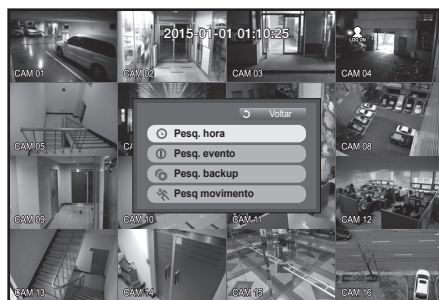 2015-01-01 01:10:25
LOG ON
CAM 01
CAM 02
CAM 03
CAM 04
Voltar
Pesq. hora
Pesq. evento
Pesq. backup
Pesq movimento
CAM 05
CAM 08
CAM 09
CAM 10
CAM 11
CAM 12
CAM 13
CAM 14
CAM 15
CAM 16